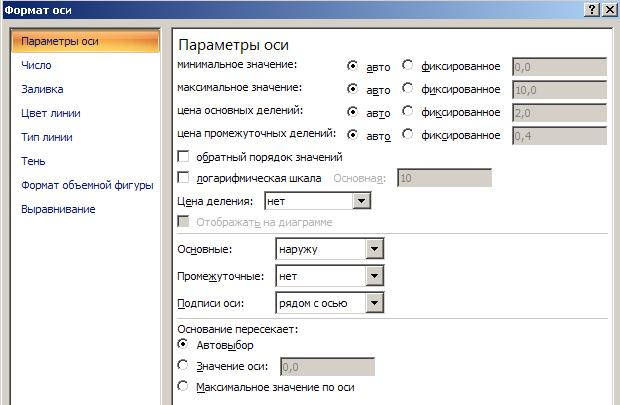 Формат оси
Параметры оси
Число
Заливка
Цвет линии
Тип линии
Тень
Формат объемной фигуры
Выравнивание
Параметры оси
минимальное значение: авто фиксированное 0,0
максимальное значение: авто фиксированное 10,0
цена основных делений: авто фиксированное 2,0
цена промежуточных делений: авто фиксированное 0,4
обратный порядок значений
логарифмическая шкала Основная: 10
Цена деления: нет
Отображать на диаграмме
Основные: наружу
Промежуточные: нет
Подписи оси: рядом с осью
Основание пересекает:
Автовыбор
Значение оси: 0,0
Максимальное значение по оси